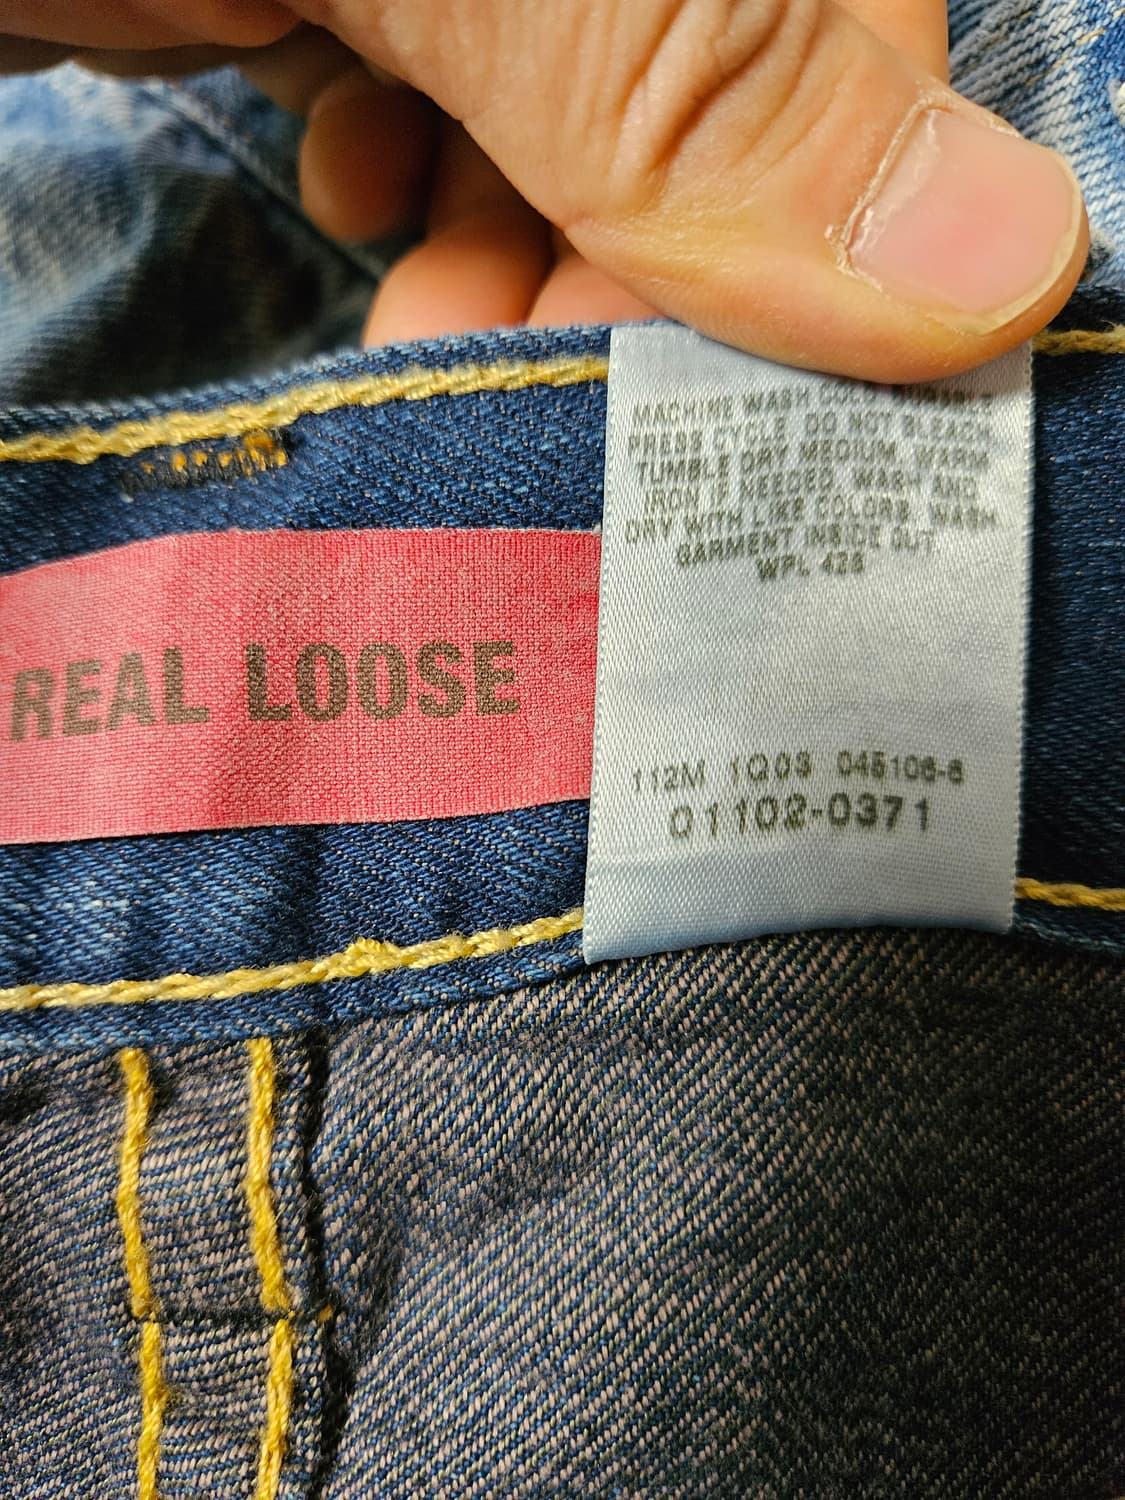 MACHINE WASH COLD
PRESS CYCLE DO NOT BLEACH.
TUMBLE DRY MEDIUM, WARM
IRON IF NEEDED. WASH AND
DRY WITH LIKE COLORS. WASH
GARMENT INSIDE OUT
WPL 423
REAL LOOSE
112M 1Q03 045106-6
01102-0371